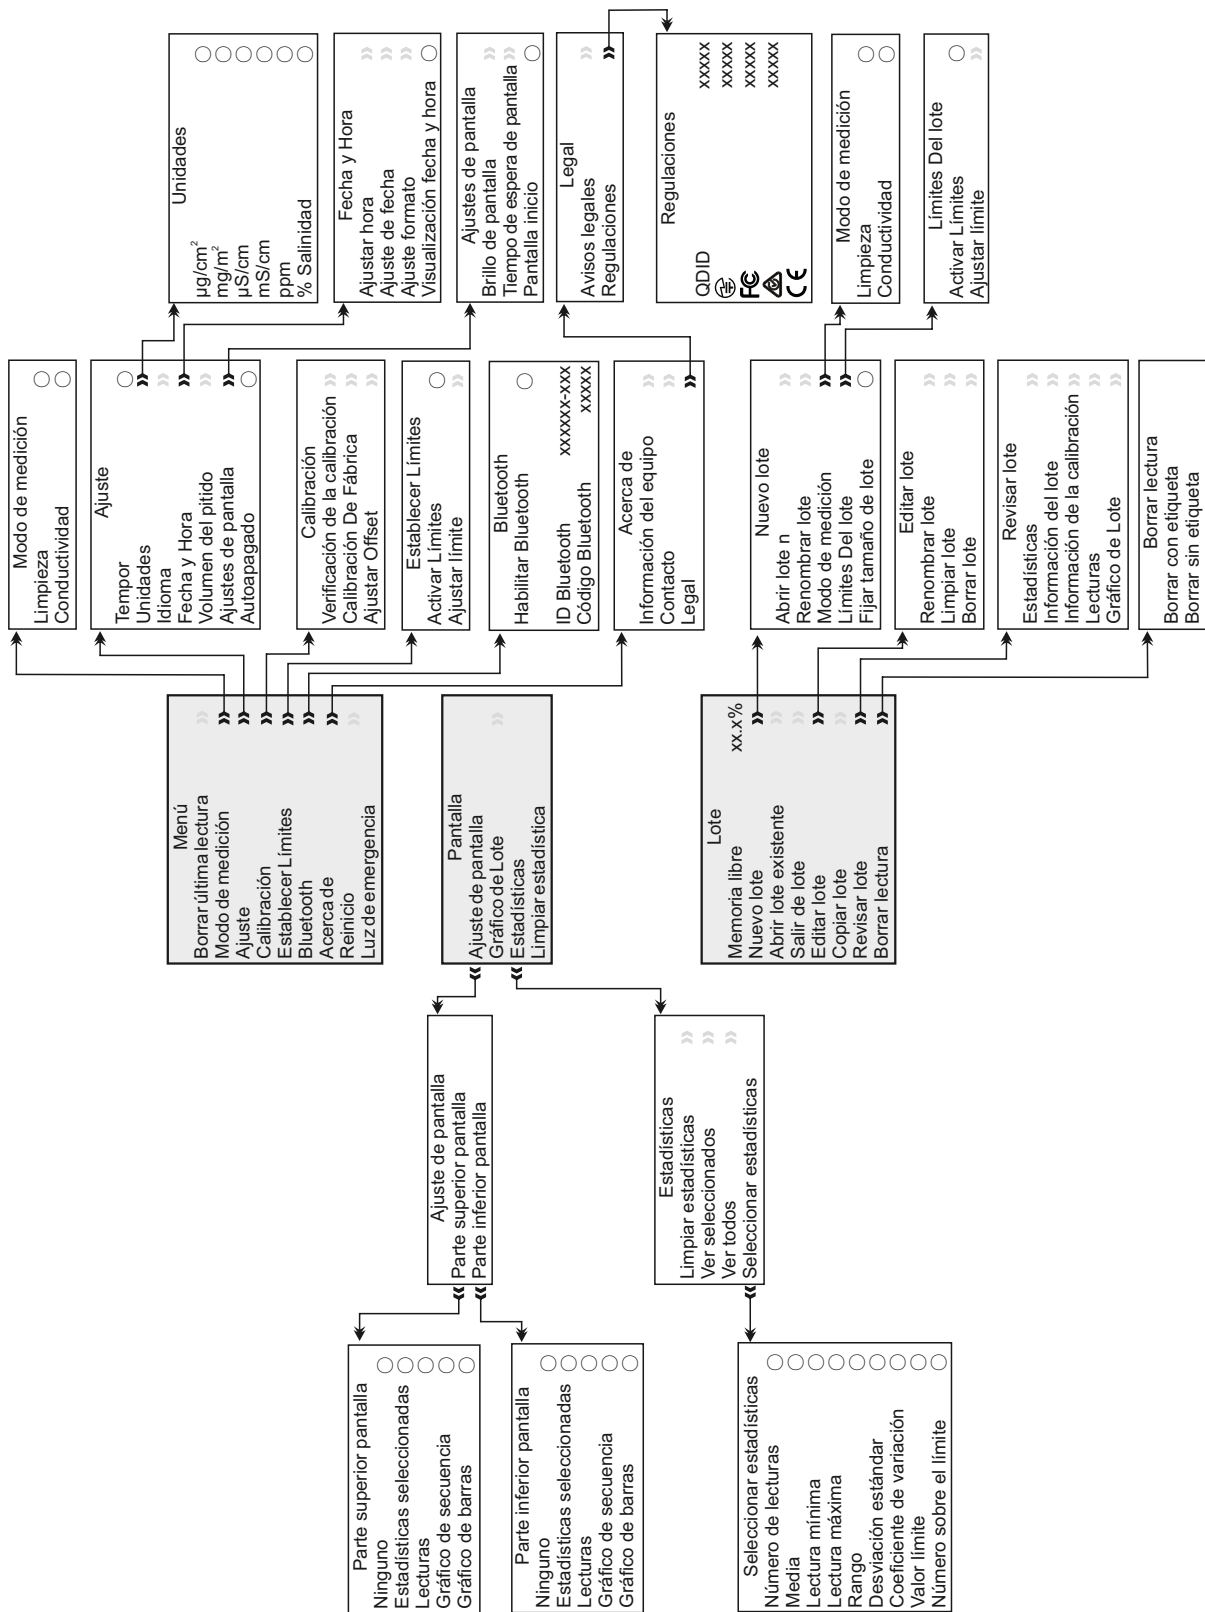 Parte superior pantalla
Ninguno
Estadísticas seleccionadas
Lecturas
Gráfico de secuencia
Gráfico de barras
Parte inferior pantalla
Ninguno
Estadísticas seleccionadas
Lecturas
Gráfico de secuencia
Gráfico de barras
Seleccionar estadísticas
Número de lecturas
Media
Lectura mínima
Lectura máxima
Rango
Desviación estándar
Coeficiente de variación
Valor límite
Número sobre el límite
Ajuste de pantalla
Parte superior pantalla
Parte inferior pantalla
Estadísticas
Limpiar estadísticas
Ver seleccionados
Ver todos
Seleccionar estadísticas
Menú
Borrar última lectura
Modo de medición
Ajuste
Calibración
Establecer Límites
Bluetooth
Acerca de
Reinicio
Luz de emergencia
Pantalla
Ajuste de pantalla
Gráfico de Lote
Estadísticas
Limpiar estadística
Lote
Memoria libre xx.x%
Nuevo lote
Abrir lote existente
Salir de lote
Editar lote
Copiar lote
Revisar lote
Borrar lectura
Modo de medición
Limpieza
Conductividad
Ajuste
Tempor
Unidades
Idioma
Fecha y Hora
Volumen del pitido
Ajustes de pantalla
Autoapagado
Calibración
Verificación de la calibración
Calibración De Fábrica
Ajustar Offset
Establecer Límites
Activar Límites
Ajustar límite
Bluetooth
Habilitar Bluetooth
ID Bluetooth xxxxxx-xxx
Código Bluetooth xxxxx
Acerca de
Información del equipo
Contacto
Legal
Nuevo lote
Abrir lote n
Renombrar lote
Modo de medición
Límites Del lote
Fijar tamaño de lote
Editar lote
Renombrar lote
Limpiar lote
Borrar lote
Revisar lote
Estadísticas
Información del lote
Información de la calibración
Lecturas
Gráfico de Lote
Borrar lectura
Borrar con etiqueta
Borrar sin etiqueta
Unidades
µg/cm²
mg/m²
µS/cm
mS/cm
ppm
% Salinidad
Fecha y Hora
Ajustar hora
Ajuste de fecha
Ajuste formato
Visualización fecha y hora
Ajustes de pantalla
Brillo de pantalla
Tiempo de espera de pantalla
Pantalla inicio
Legal
Avisos legales
Regulaciones
Regulaciones
QDID xxxxx
xxxxx
FC xxxxx
xxxxx
CE
Modo de medición
Limpieza
Conductividad
Límites Del lote
Activar Límites
Ajustar límite